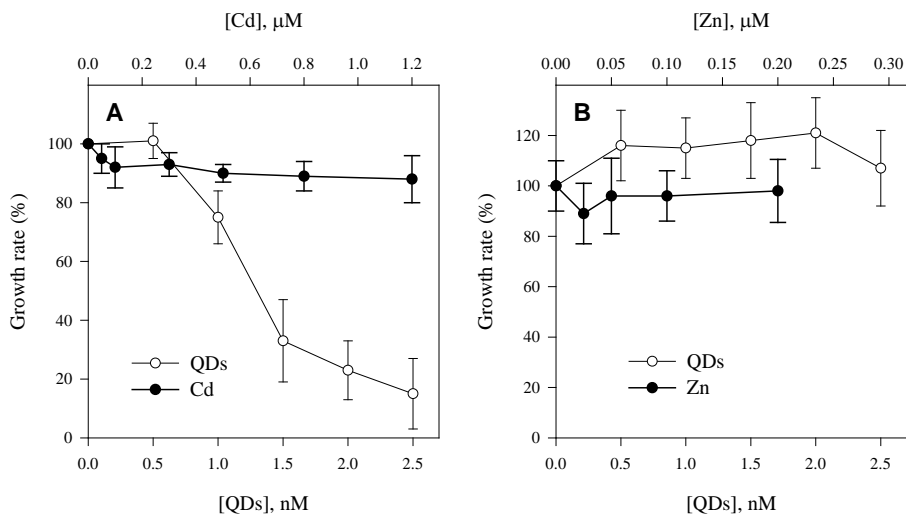 [Cd], μM
0.0 0.2 0.4 0.6 0.8 1.0 1.2
A
100
80
60
40
20
0
Growth rate (%)
QDs
Cd
0.0 0.5 1.0 1.5 2.0 2.5
[QDs], nM
[Zn], μM
0.00 0.05 0.10 0.15 0.20 0.25 0.30
B
120
100
80
60
40
20
0
Growth rate (%)
QDs
Zn
0.0 0.5 1.0 1.5 2.0 2.5
[QDs], nM